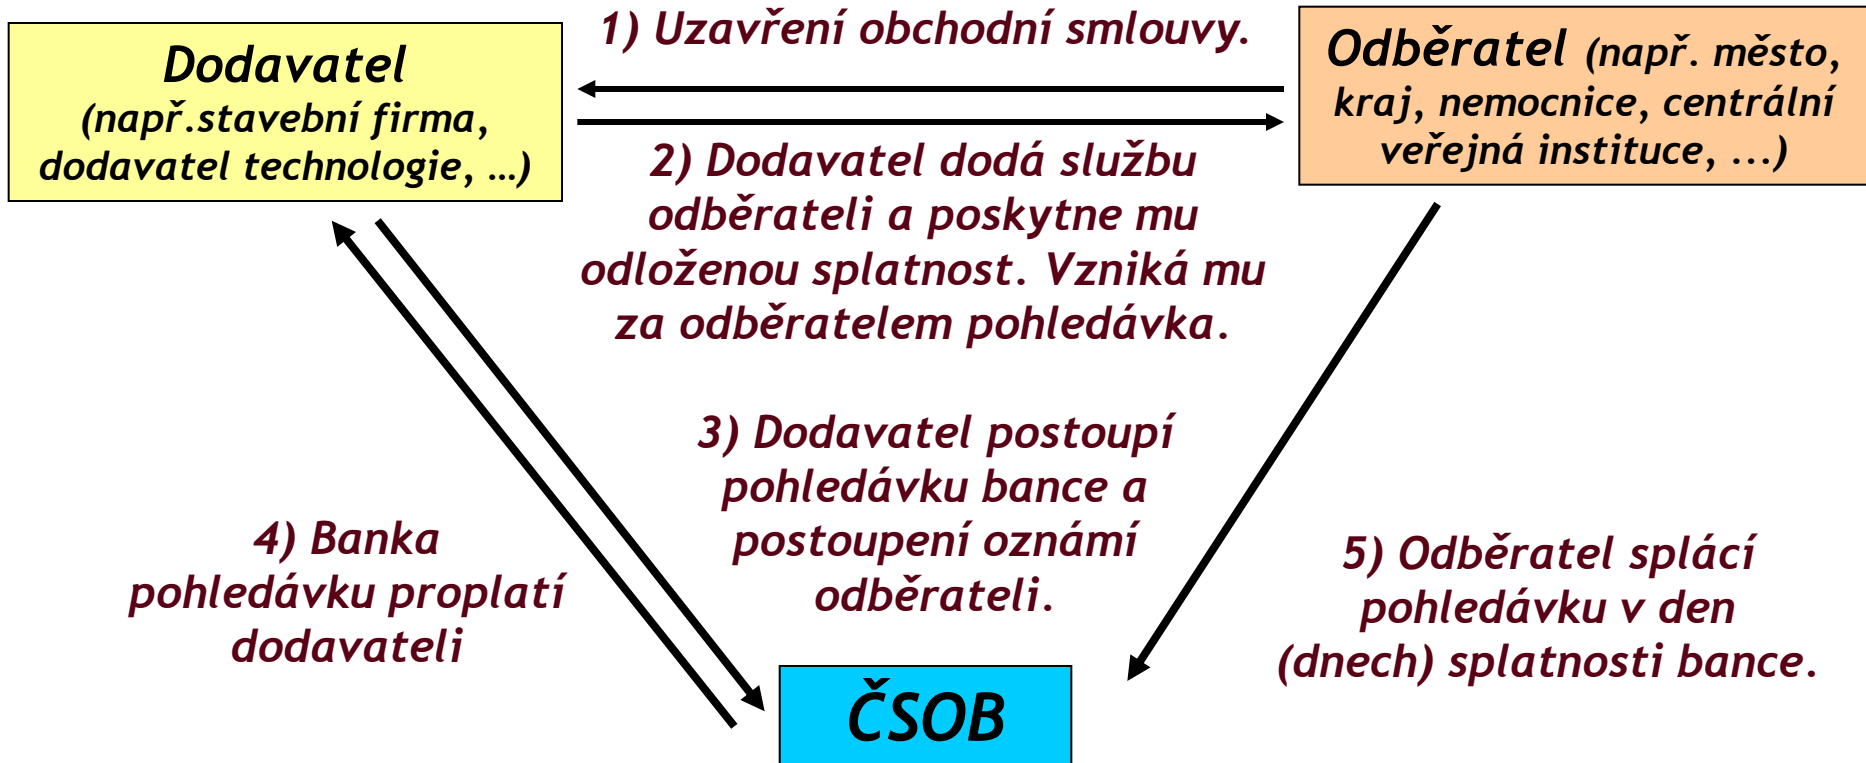 1) Uzavření obchodní smlouvy.
Dodavatel
(např.stavební firma,
dodavatel technologie, …)
Odběratel (např. město,
kraj, nemocnice, centrální
veřejná instituce, ...)
2) Dodavatel dodá službu
odběrateli a poskytne mu
odloženou splatnost. Vzniká mu
za odběratelem pohledávka.
3) Dodavatel postoupí
pohledávku bance a
postoupení oznámí
odběrateli.
4) Banka
pohledávku proplatí
dodavateli
5) Odběratel splácí
pohledávku v den
(dnech) splatnosti bance.
ČSOB